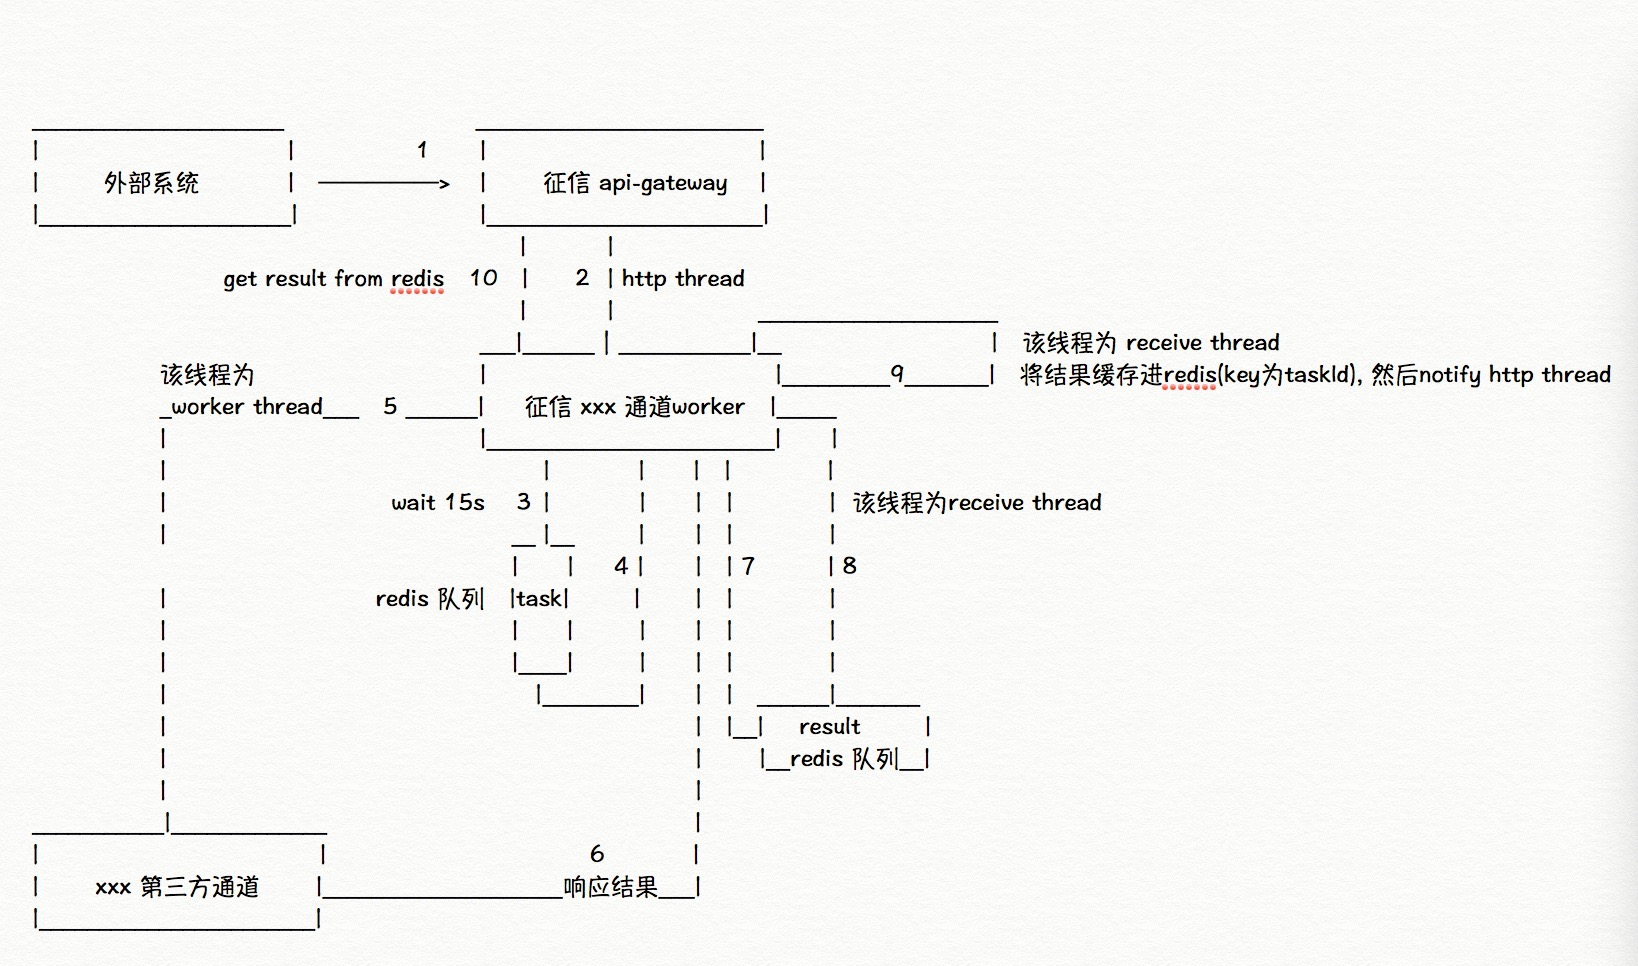 1
外部系统
征信 api-gateway
get result from redis 10
2 http thread
该线程为 receive thread
该线程为
9
将结果缓存进redis(key为taskId), 然后notify http thread
worker thread
5
征信 xxx 通道worker
wait 15s 3
该线程为receive thread
4
7
8
redis 队列
task
result
redis 队列
6
xxx 第三方通道
响应结果